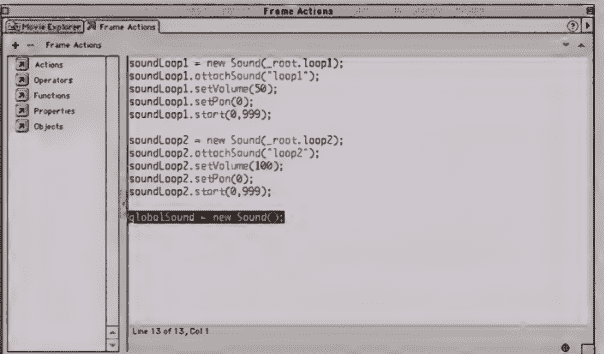 Frame Actions
Movie Explorer Frame Actions
+ − Frame Actions
Actions
Operators
Functions
Properties
Objects
soundLoop1 = new Sound(_root.loop1);
soundLoop1.attachSound("loop1");
soundLoop1.setVolume(50);
soundLoop1.setPan(0);
soundLoop1.start(0,999);
soundLoop2 = new Sound(_root.loop2);
soundLoop2.attachSound("loop2");
soundLoop2.setVolume(100);
soundLoop2.setPan(0);
soundLoop2.start(0,999);
globalSound = new Sound();
Line 13 of 13, Col 1